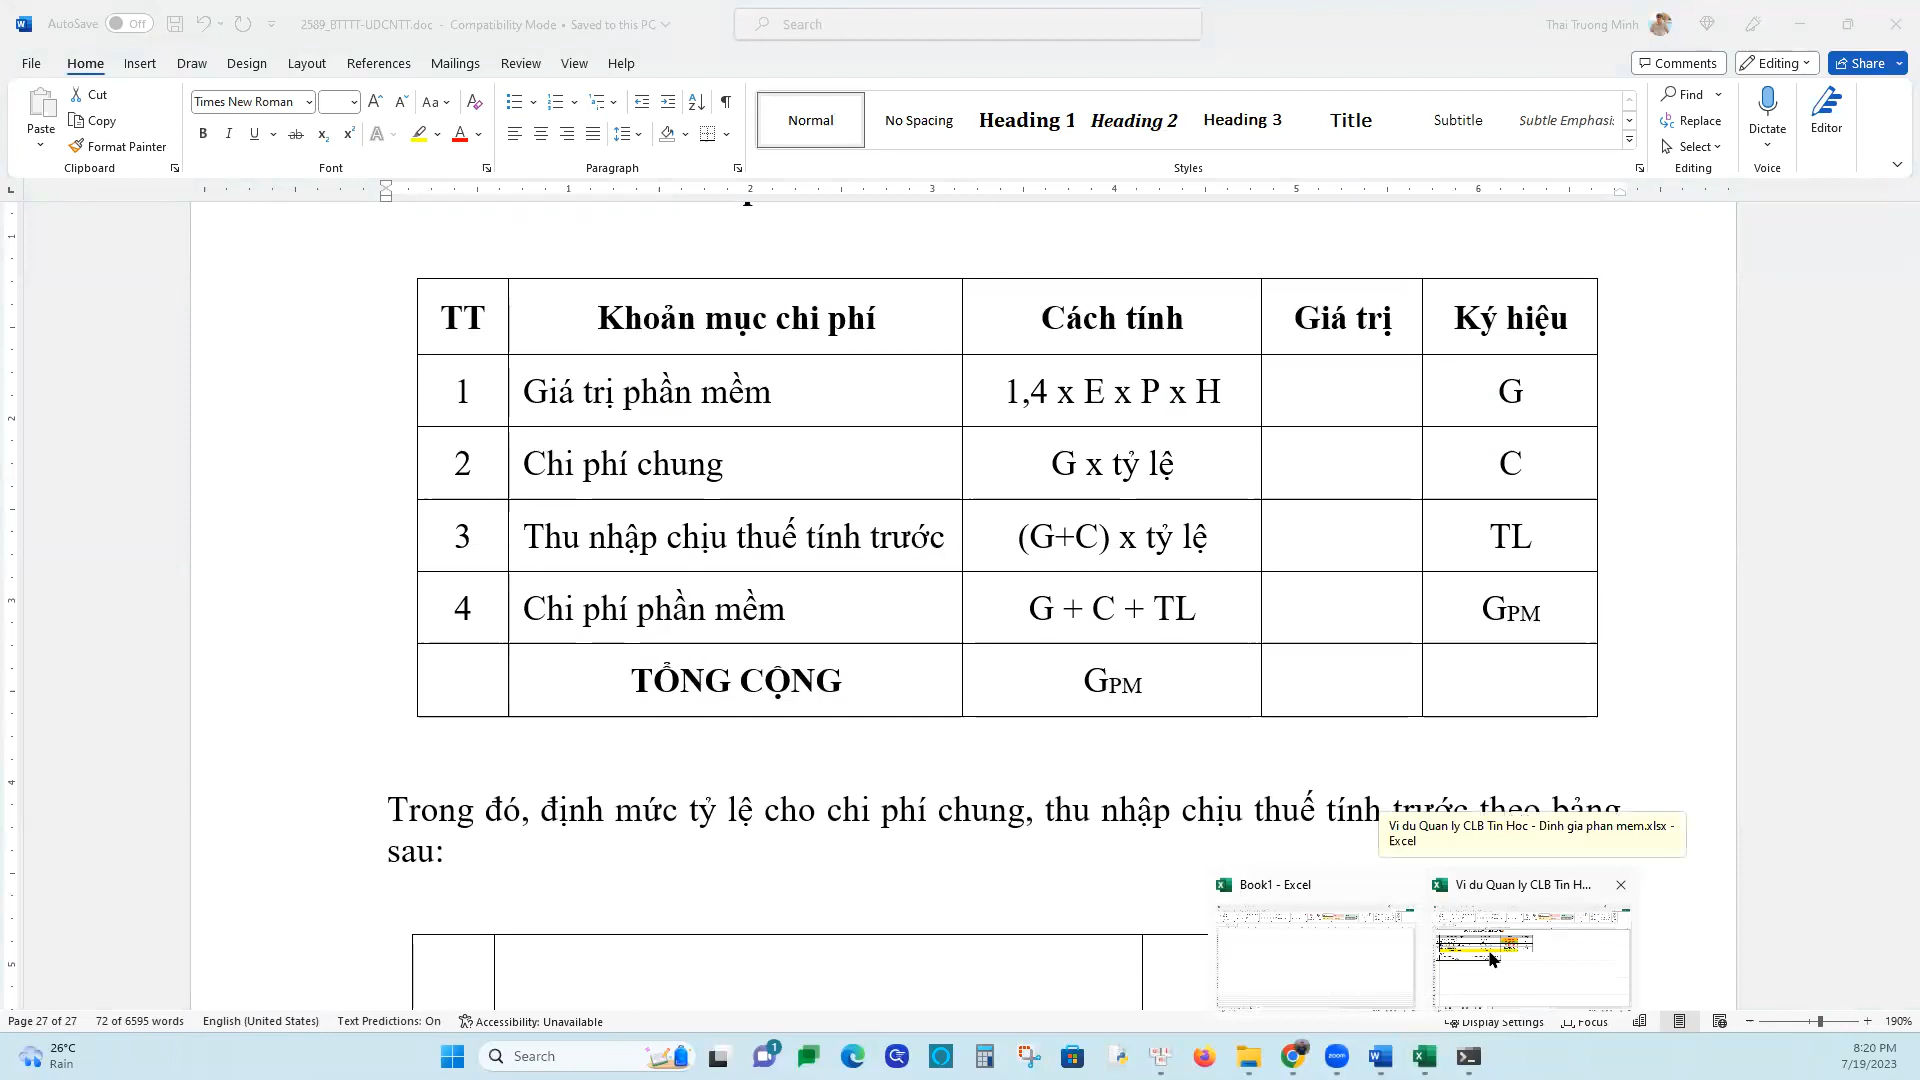 AutoSave Off 2589_BTTTT-UDCNTT.doc - Compatibility Mode • Saved to this PC Search Thai Truong Minh
File Home Insert Draw Design Layout References Mailings Review View Help Comments Editing Share
Paste Cut Copy Format Painter Clipboard
Times New Roman Font
Paragraph
Normal No Spacing Heading 1 Heading 2 Heading 3 Title Subtitle Subtle Emphasi:
Styles
Find Replace Select Editing
Dictate Voice
Editor
TT Khoản mục chi phí Cách tính Giá trị Ký hiệu
1 Giá trị phần mềm 1,4 x E x P x H G
2 Chi phí chung G x tỷ lệ C
3 Thu nhập chịu thuế tính trước (G+C) x tỷ lệ TL
4 Chi phí phần mềm G + C + TL GPM
TỔNG CỘNG GPM
Trong đó, định mức tỷ lệ cho chi phí chung, thu nhập chịu thuế tính trước theo bảng
sau:
Vi du Quan ly CLB Tin Hoc - Dinh gia phan mem.xlsx -
Excel
Book1 - Excel Vi du Quan ly CLB Tin H...
Page 27 of 27 72 of 6595 words English (United States) Text Predictions: On Accessibility: Unavailable Display Settings Focus 190%
26°C
Rain
Search
8:20 PM
7/19/2023